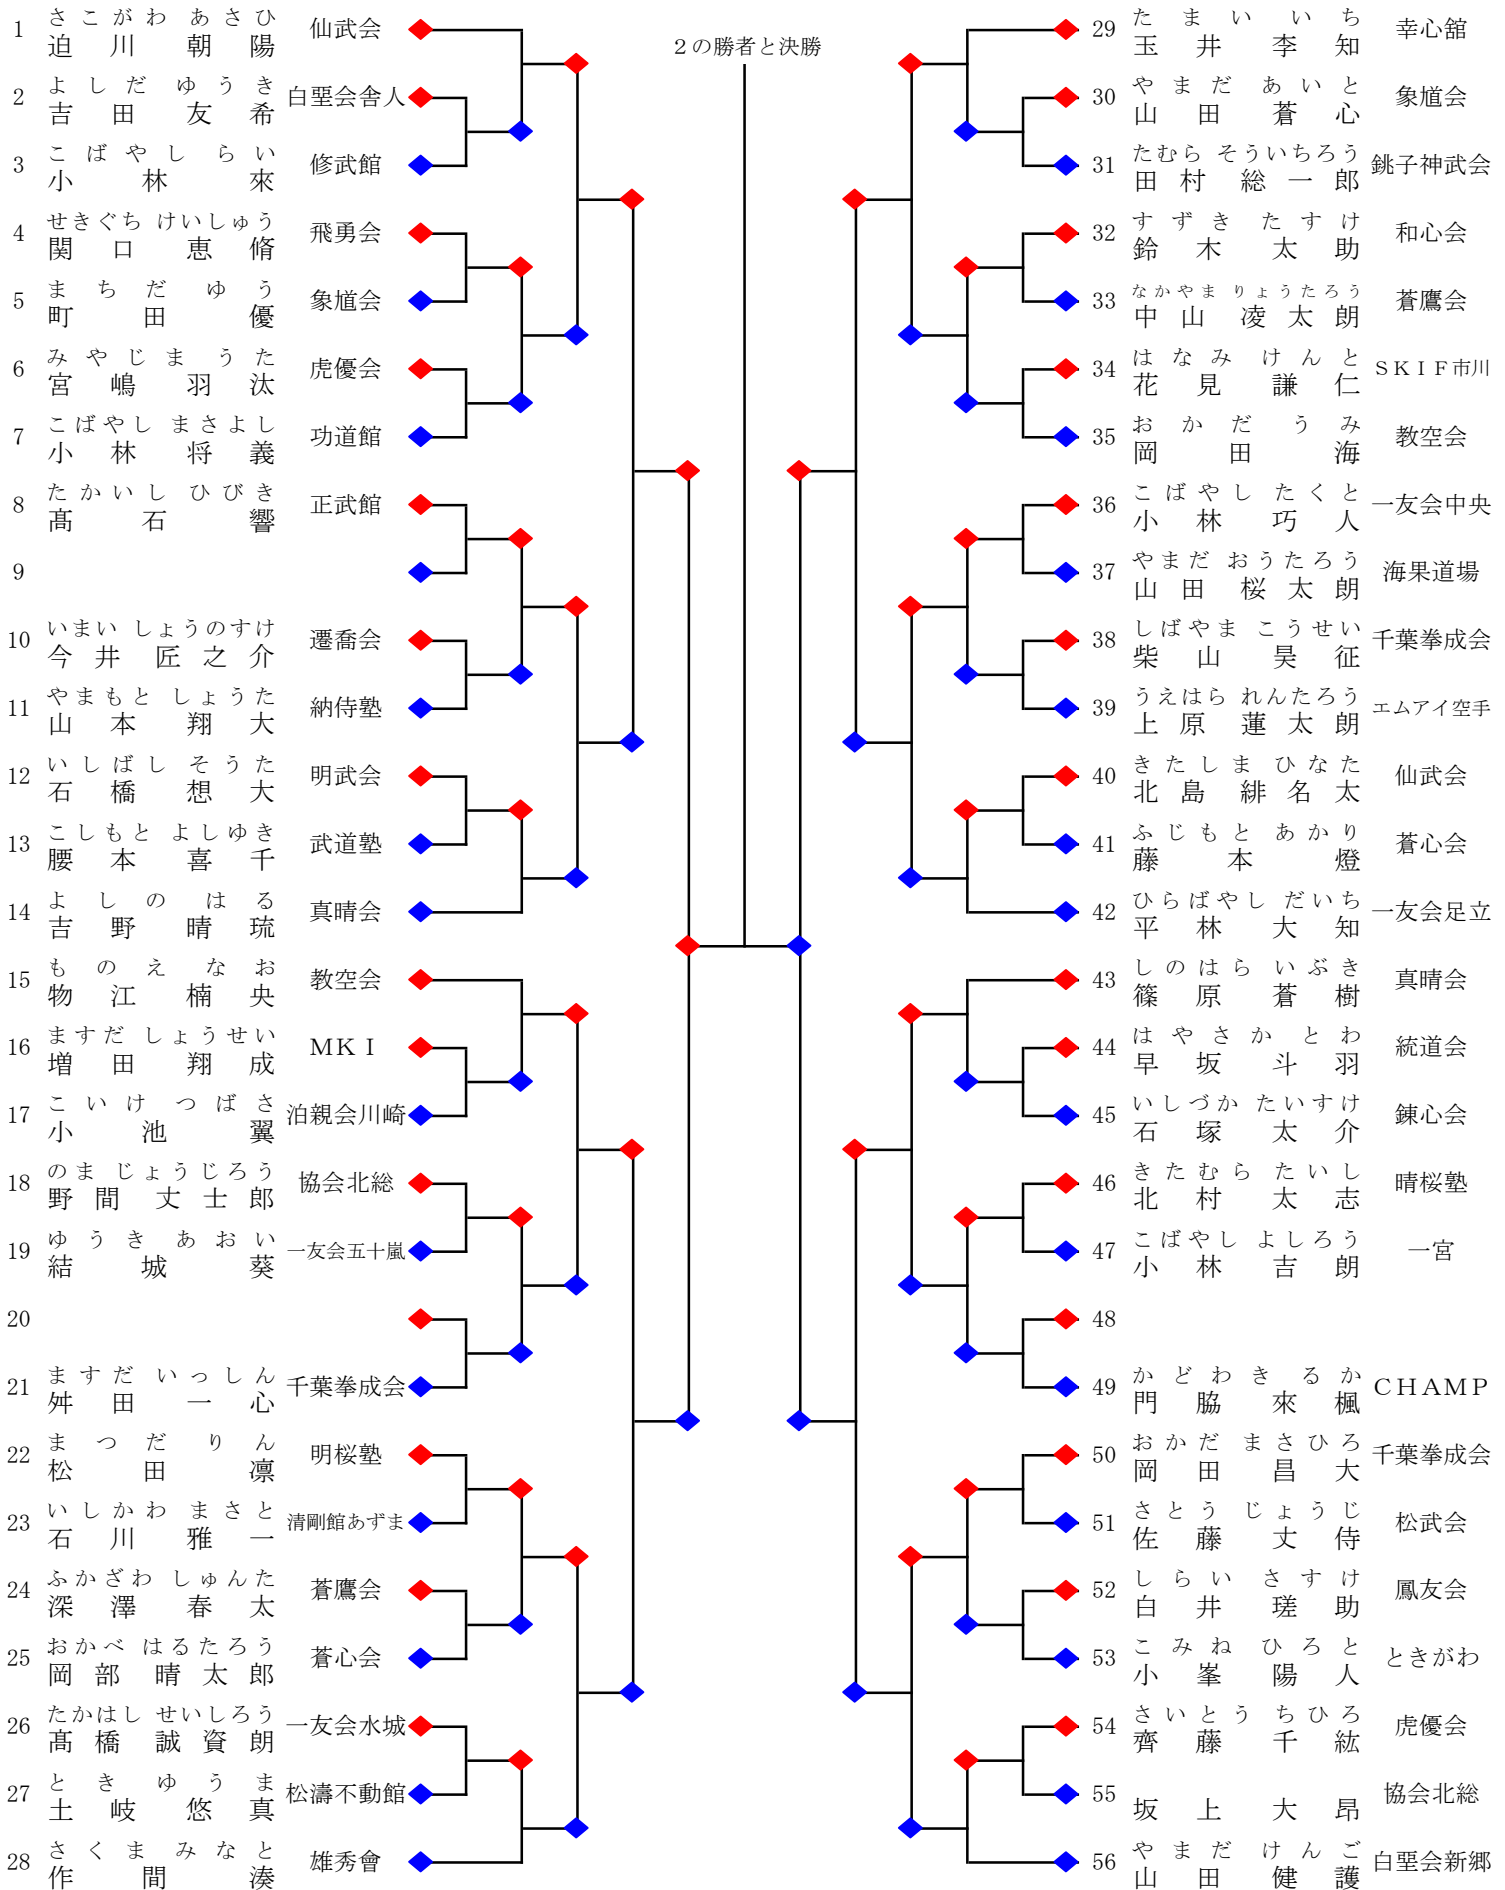 ２の勝者と決勝
さこがわ あさひ
1 迫川 朝陽 仙武会
よしだ ゆうき
2 吉田 友希 白堊会舎人
こばやし らい
3 小林 來 修武館
せきぐち けいしゅう
4 関口 恵脩 飛勇会
まちだ ゆう
5 町田 優 象道会
みやじま うた
6 宮嶋 羽汰 虎優会
こばやし まさよし
7 小林 将義 功道館
たかいし ひびき
8 髙石 響 正武館
9
いまい しょうのすけ
10 今井 匠之介 遷喬会
やまもと しょうた
11 山本 翔大 納侍塾
いしばし そうた
12 石橋 想大 明武会
こしもと よしゆき
13 腰本 喜千 武道塾
よしの はる
14 吉野 晴琉 真晴会
ものえ なお
15 物江 楠央 教空会
ますだ しょうせい
16 増田 翔成 ＭＫＩ
こいけ つばさ
17 小池 翼 泊親会川崎
のま じょうじろう
18 野間 丈士郎 協会北総
ゆうき あおい
19 結城 葵 一友会五十嵐
20
ますだ いっしん
21 舛田 一心 千葉拳成会
まつだ りん
22 松田 凛 明桜塾
いしかわ まさと
23 石川 雅一 清剛館あずま
ふかざわ しゅんた
24 深澤 春太 蒼鷹会
おかべ はるたろう
25 岡部 晴太郎 蒼心会
たかはし せいしろう
26 髙橋 誠資朗 一友会水城
とき ゆうま
27 土岐 悠真 松濤不動館
さくま みなと
28 作間 湊 雄秀會
たまい いち
29 玉井 李知 幸心舘
やまだ あいと
30 山田 蒼心 象道会
たむら そういちろう
31 田村 総一郎 銚子神武会
すずき たすけ
32 鈴木 太助 和心会
なかやま りょうたろう
33 中山 凌太朗 蒼鷹会
はなみ けんと
34 花見 謙仁 ＳＫＩＦ市川
おかだ うみ
35 岡田 海 教空会
こばやし たくと
36 小林 巧人 一友会中央
やまだ おうたろう
37 山田 桜太朗 海果道場
しばやま こうせい
38 柴山 昊征 千葉拳成会
うえはら れんたろう
39 上原 蓮太朗 エムアイ空手
きたしま ひなた
40 北島 緋名太 仙武会
ふじもと あかり
41 藤本 燈 蒼心会
ひらばやし だいち
42 平林 大知 一友会足立
しのはら いぶき
43 篠原 蒼樹 真晴会
はやさか とわ
44 早坂 斗羽 統道会
いしづか たいすけ
45 石塚 太介 錬心会
きたむら たいし
46 北村 太志 晴桜塾
こばやし よしろう
47 小林 吉朗 一宮
48
かどわき るか
49 門脇 來楓 ＣＨＡＭＰ
おかだ まさひろ
50 岡田 昌大 千葉拳成会
さとう じょうじ
51 佐藤 丈侍 松武会
しらい さすけ
52 白井 瑳助 鳳友会
こみね ひろと
53 小峯 陽人 ときがわ
さいとう ちひろ
54 齊藤 千紘 虎優会
55 坂上 大昂 協会北総
やまだ けんご
56 山田 健護 白堊会新郷